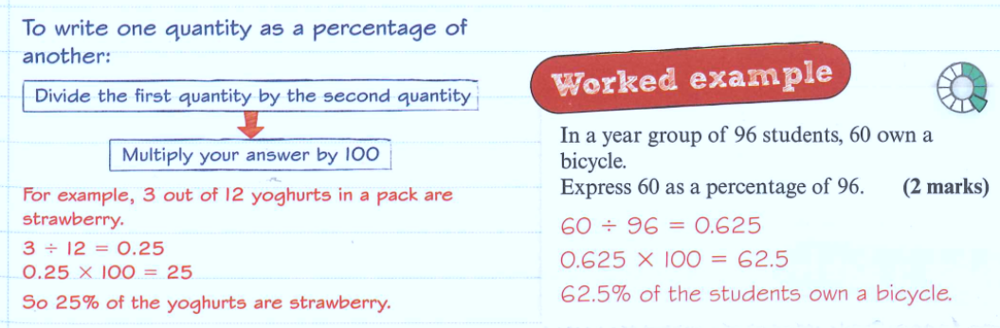 To write one quantity as a percentage of
another:
Divide the first quantity by the second quantity
Multiply your answer by 100
For example, 3 out of 12 yoghurts in a pack are
strawberry.
3 ÷ 12 = 0.25
0.25 × 100 = 25
So 25% of the yoghurts are strawberry.
Worked example
In a year group of 96 students, 60 own a
bicycle.
Express 60 as a percentage of 96. (2 marks)
60 ÷ 96 = 0.625
0.625 × 100 = 62.5
62.5% of the students own a bicycle.